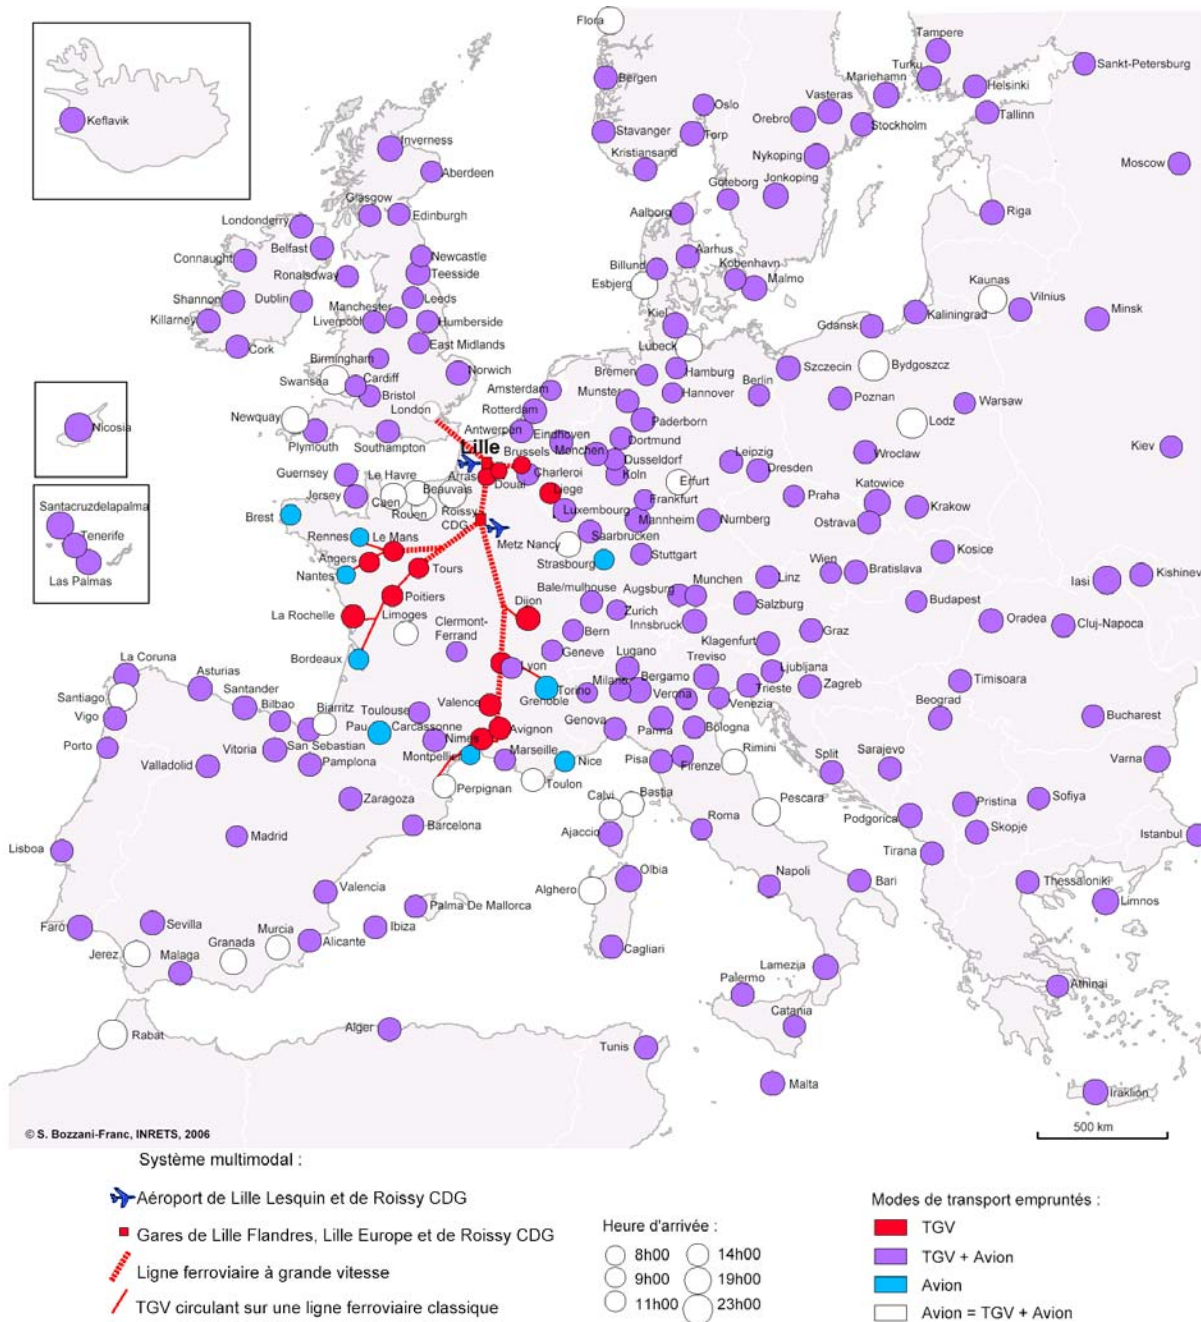 Flora
Tampere
Turku
Sankt-Petersburg
Bergen
Mariehamn
Helsinki
Keflavik
Oslo
Vasteras
Orebro
Tallinn
Stavanger
Torp
Stockholm
Inverness
Kristiansand
Nykoping
Moscow
Aberdeen
Goteborg
Jonkoping
Glasgow
Edinburgh
Aalborg
Riga
Londonderry
Belfast
Newcastle
Aarhus
Connaught
Ronalsdway
Teesside
Billund
Kobenhavn
Malmo
Esbjerg
Kaunas
Shannon
Dublin
Manchester
Leeds
Vilnius
Killarney
Liverpool
Humberside
Kiel
Gdansk
Kaliningrad
Minsk
Cork
East Midlands
Lubeck
Birmingham
Norwich
Bremen
Hamburg
Szczecin
Bydgoszcz
Swansea
Cardiff
Amsterdam
Munster
Hannover
Berlin
Bristol
Poznan
Warsaw
Newquay
London
Rotterdam
Paderborn
Lodz
Nicosia
Plymouth
Southampton
Antwerpen
Eindhoven
Dortmund
Kiev
Lille
Brussels
Monchen
Dusseldorf
Leipzig
Wroclaw
Guernsey
Le Havre
Arras
Douai
Charleroi
Koln
Erfurt
Dresden
Jersey
Caen
Beauvais
Liege
Frankfurt
Praha
Katowice
Santacruzdelapalma
Rouen
Roissy
CDG
Luxembourg
Mannheim
Nurnberg
Krakow
Brest
Ostrava
Tenerife
Rennes
Le Mans
Metz Nancy
Saarbrucken
Las Palmas
Angers
Strasbourg
Stuttgart
Kosice
Nantes
Tours
Wien
Bratislava
Iasi
Kishinev
Poitiers
Bale/mulhouse
Augsburg
Munchen
Linz
La Rochelle
Limoges
Dijon
Zurich
Salzburg
Budapest
Clermont-
Ferrand
Bern
Innsbruck
Graz
Oradea
Cluj-Napoca
Bordeaux
Geneve
Klagenfurt
La Coruna
Asturias
Lyon
Lugano
Treviso
Ljubljana
Santiago
Santander
Bergamo
Timisoara
Bilbao
Biarritz
Toulouse
Valence
Grenoble
Torino
Milano
Verona
Trieste
Zagreb
Vigo
Venezia
Beograd
Bucharest
Pau
Carcassonne
Avignon
Genova
Parma
Bologna
Porto
Vitoria
San Sebastian
Nimes
Marseille
Rimini
Valladolid
Pamplona
Montpellier
Nice
Pisa
Firenze
Split
Sarajevo
Varna
Perpignan
Toulon
Zaragoza
Calvi
Bastia
Pescara
Pristina
Sofiya
Madrid
Barcelona
Ajaccio
Roma
Podgorica
Skopje
Istanbul
Lisboa
Tirana
Valencia
Alghero
Olbia
Napoli
Bari
Thessaloniki
Limnos
Faro
Sevilla
Palma De Mallorca
Murcia
Granada
Alicante
Ibiza
Jerez
Malaga
Cagliari
Lamezia
Palermo
Athinai
Rabat
Alger
Catania
Tunis
Malta
Iraklion
© S. Bozzani-Franc, INRETS, 2006
500 km
Système multimodal :
Aéroport de Lille Lesquin et de Roissy CDG
Gares de Lille Flandres, Lille Europe et de Roissy CDG
Ligne ferroviaire à grande vitesse
TGV circulant sur une ligne ferroviaire classique
Heure d'arrivée :
8h00
14h00
9h00
19h00
11h00
23h00
Modes de transport empruntés :
TGV
TGV + Avion
Avion
Avion = TGV + Avion